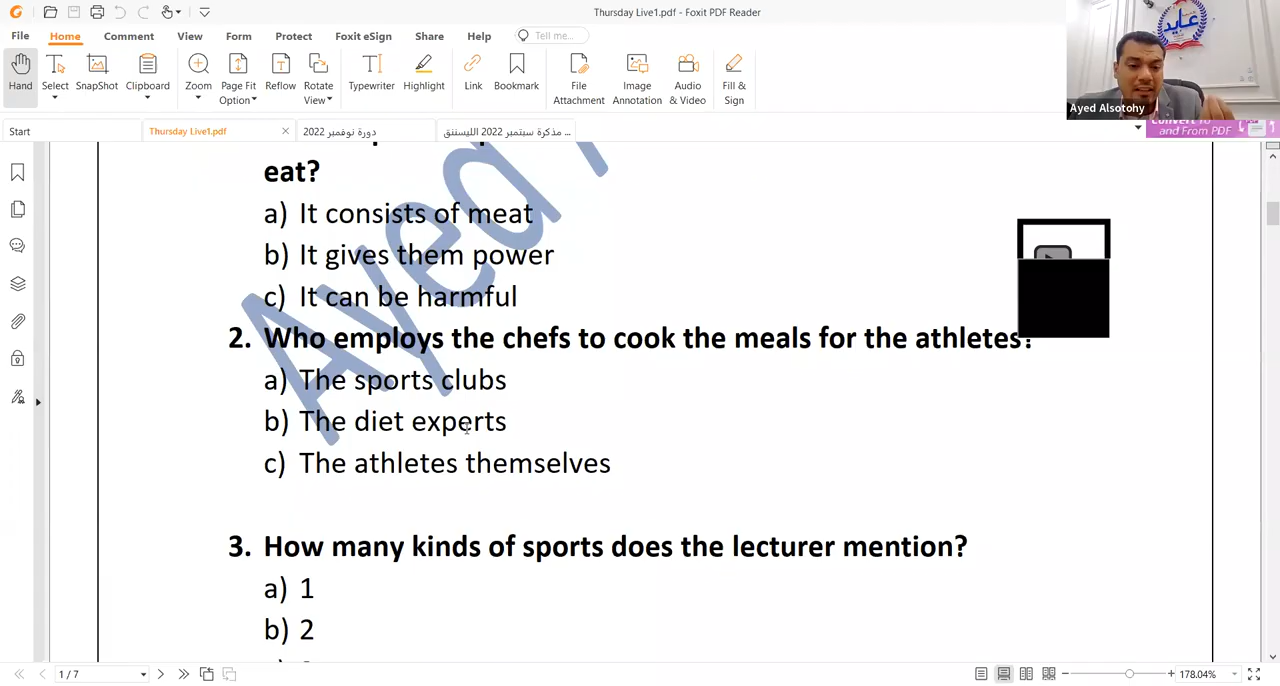 Thursday Live1.pdf - Foxit PDF Reader
File Home Comment View Form Protect Foxit eSign Share Help Tell me...
Hand Select SnapShot Clipboard Zoom Page Fit Option Reflow Rotate View Typewriter Highlight Link Bookmark File Attachment Image Annotation Audio & Video Fill & Sign
عايد
Ayed Alsotohy
Start Thursday Live1.pdf دورة نوفمبر 2022 مذكرة سبتمبر 2022 الليسننق ...
and From PDF
eat?
a) It consists of meat
b) It gives them power
c) It can be harmful
2. Who employs the chefs to cook the meals for the athletes?
a) The sports clubs
b) The diet experts
c) The athletes themselves
3. How many kinds of sports does the lecturer mention?
a) 1
b) 2
Ayed
1 / 7
178.04%